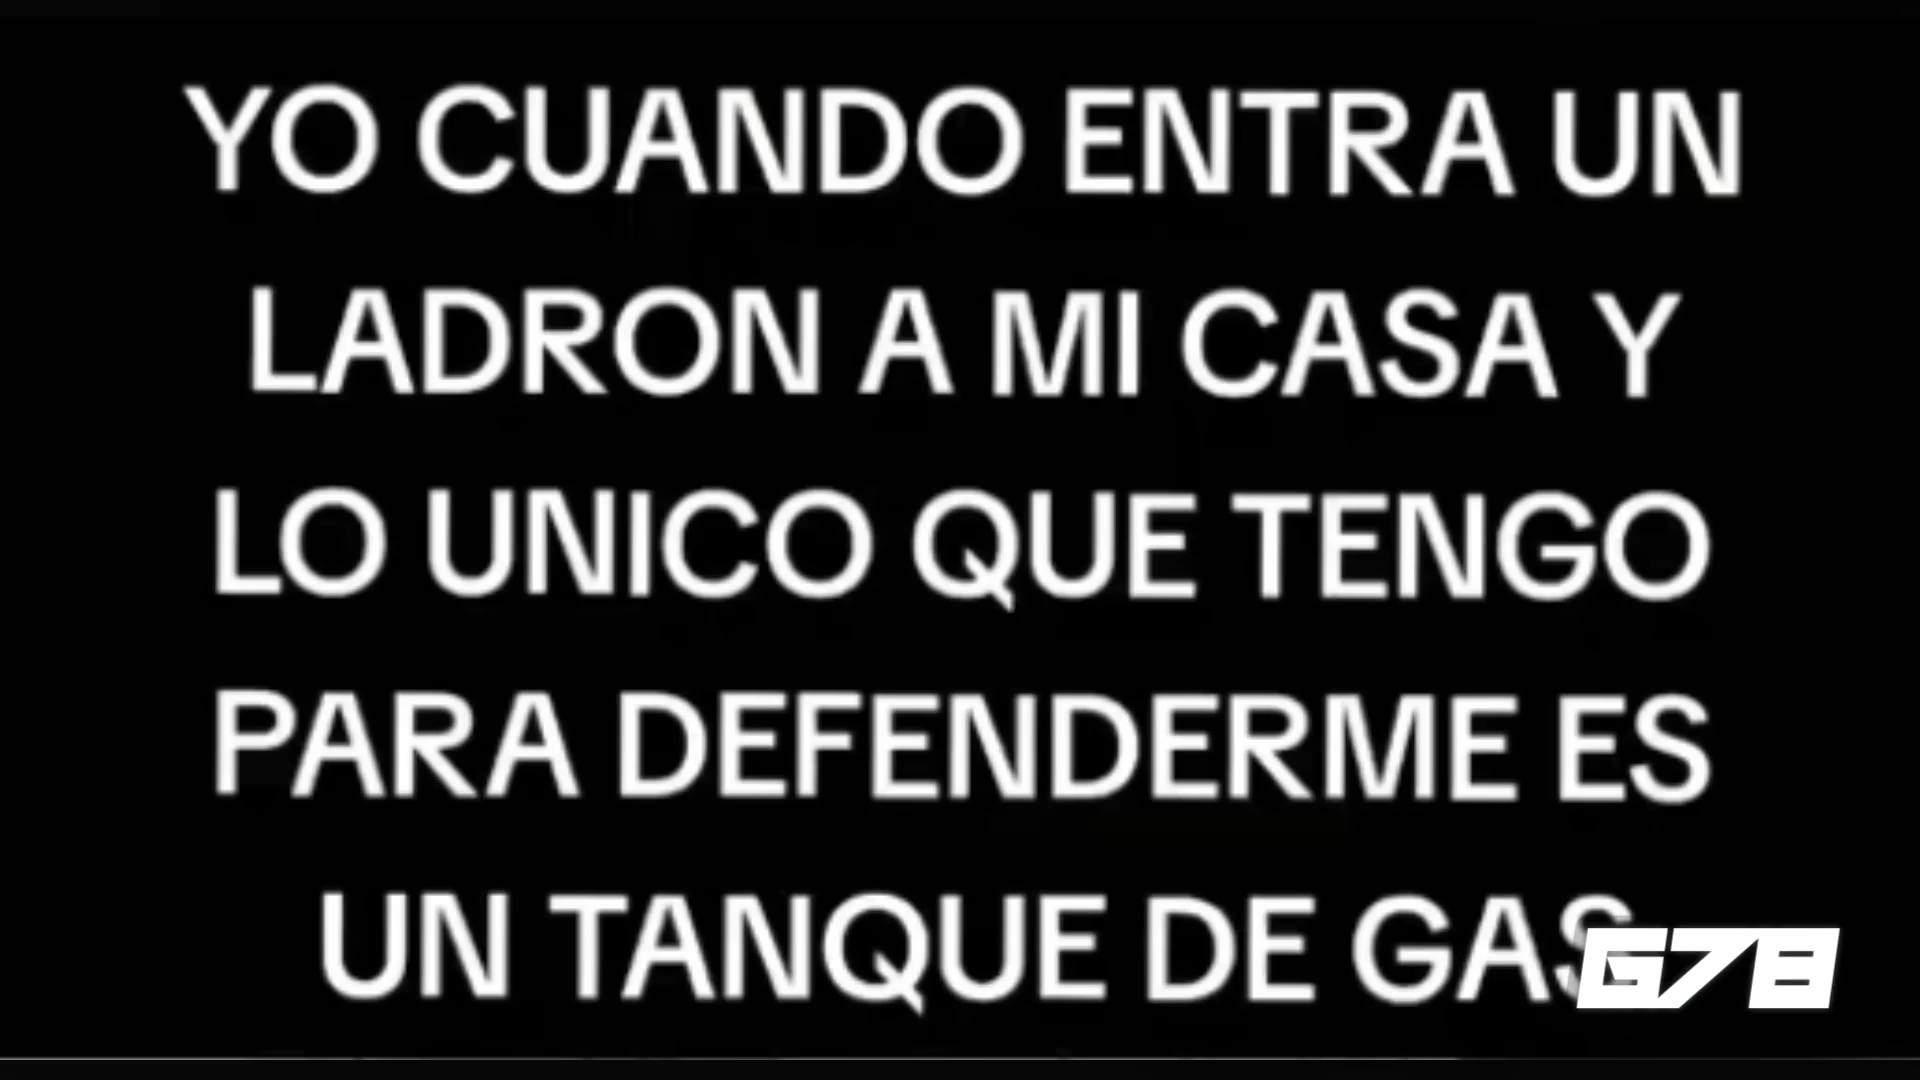 YO CUANDO ENTRA UN
LADRON A MI CASA Y
LO UNICO QUE TENGO
PARA DEFENDERME ES
UN TANQUE DE GAS
G78